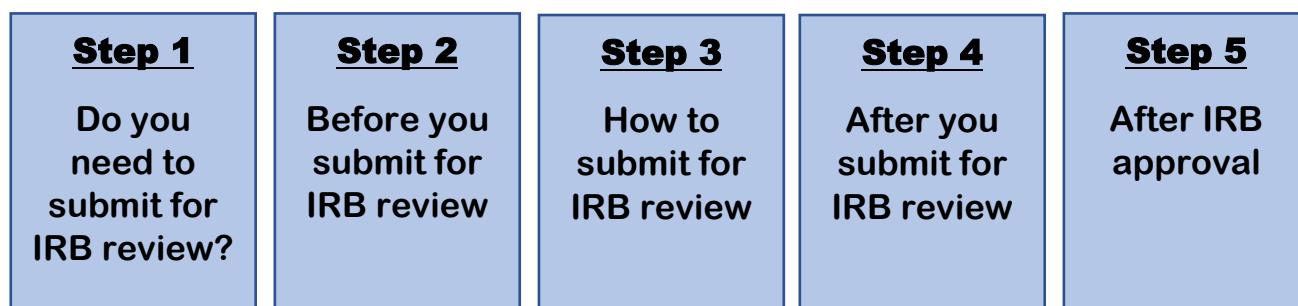 Step 1
Do you
need to
submit for
IRB review?
Step 2
Before you
submit for
IRB review
Step 3
How to
submit for
IRB review
Step 4
After you
submit for
IRB review
Step 5
After IRB
approval